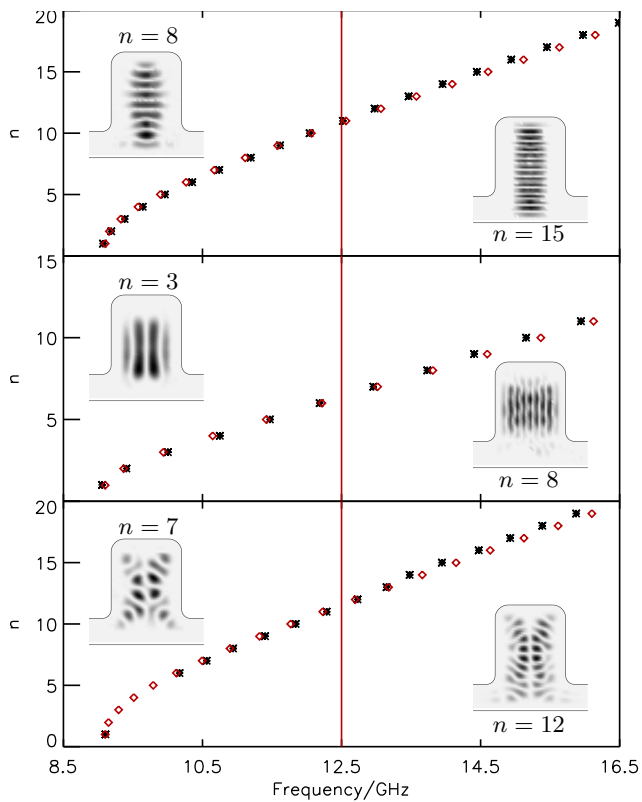 20
n = 8
15
n
10
5
n = 15
15
n = 3
10
n
5
n = 8
20
n = 7
15
n
10
5
n = 12
0
8.5 10.5 12.5 14.5 16.5
Frequency/GHz